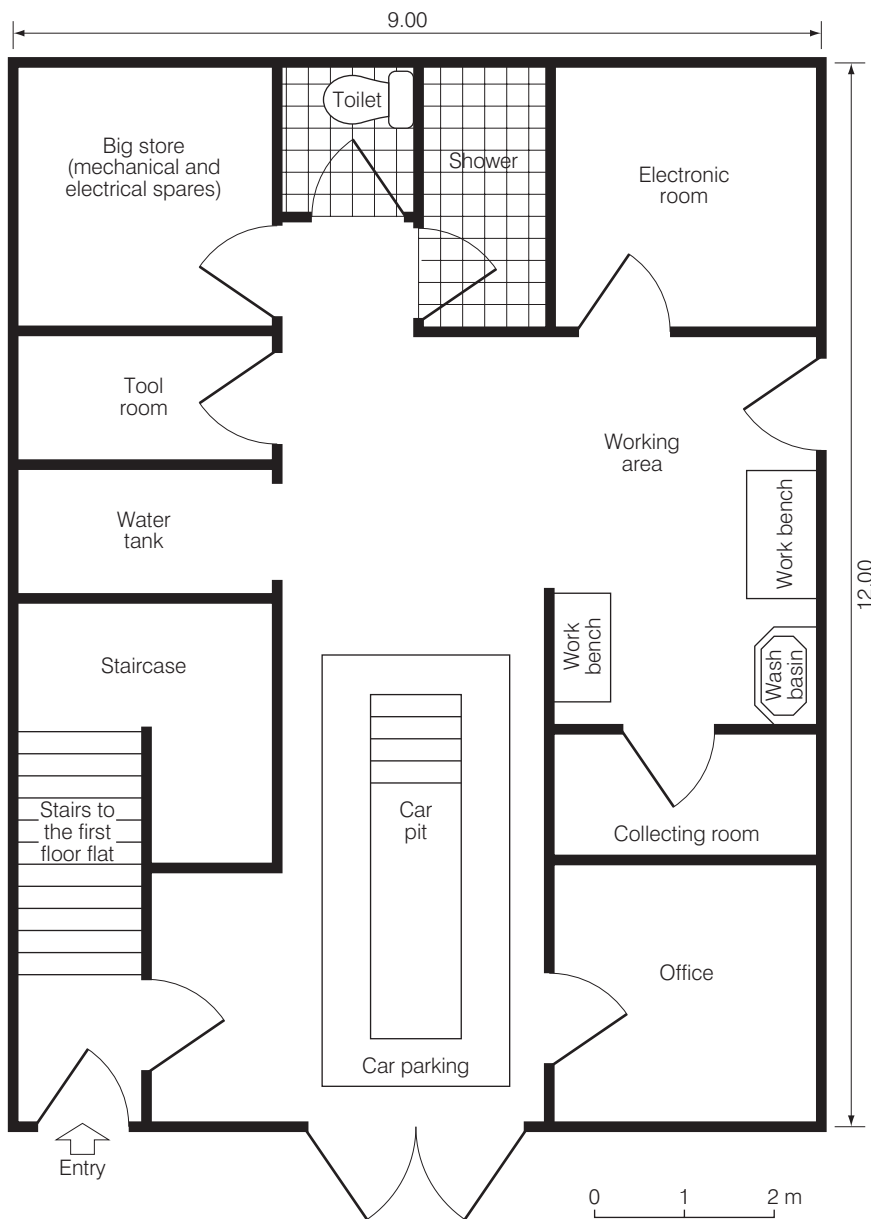 9.00
Toilet
Big store
(mechanical and
electrical spares)
Shower
Electronic
room
Tool
room
Working
area
Water
tank
Work bench
12.00
Staircase
Work
bench
Wash
basin
Stairs to
the first
floor flat
Car
pit
Collecting room
Office
Car parking
Entry
0 1 2 m